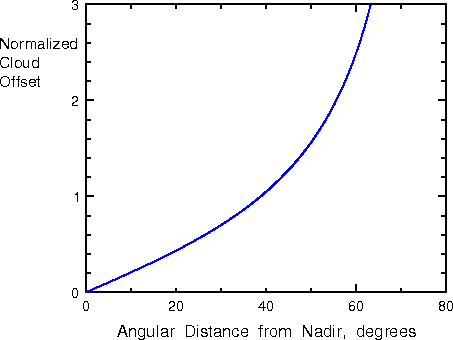 3
Normalized
Cloud
Offset
2
1
0
0 20 40 60 80
Angular Distance from Nadir, degrees